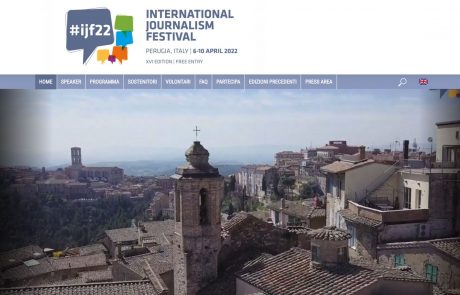 #ijf22
INTERNATIONAL
JOURNALISM
FESTIVAL
PERUGIA, ITALY | 6-10 APRIL 2022
XVI EDITION | FREE ENTRY
HOME SPEAKER PROGRAMMA SOSTENITORI VOLONTARI FAQ PARTECIPA EDIZIONI PRECEDENTI PRESS AREA